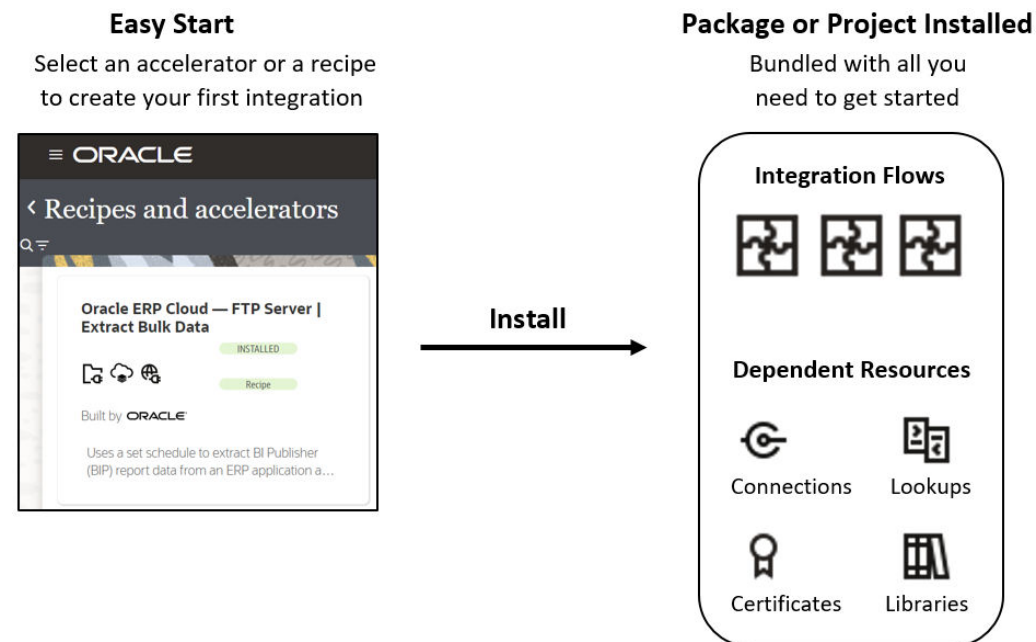 Easy Start
Select an accelerator or a recipe
to create your first integration
ORACLE
Recipes and accelerators
Oracle ERP Cloud — FTP Server |
Extract Bulk Data
INSTALLED
Recipe
Built by ORACLE
Uses a set schedule to extract BI Publisher
(BIP) report data from an ERP application a...
Install
Package or Project Installed
Bundled with all you
need to get started
Integration Flows
Dependent Resources
Connections
Lookups
Certificates
Libraries